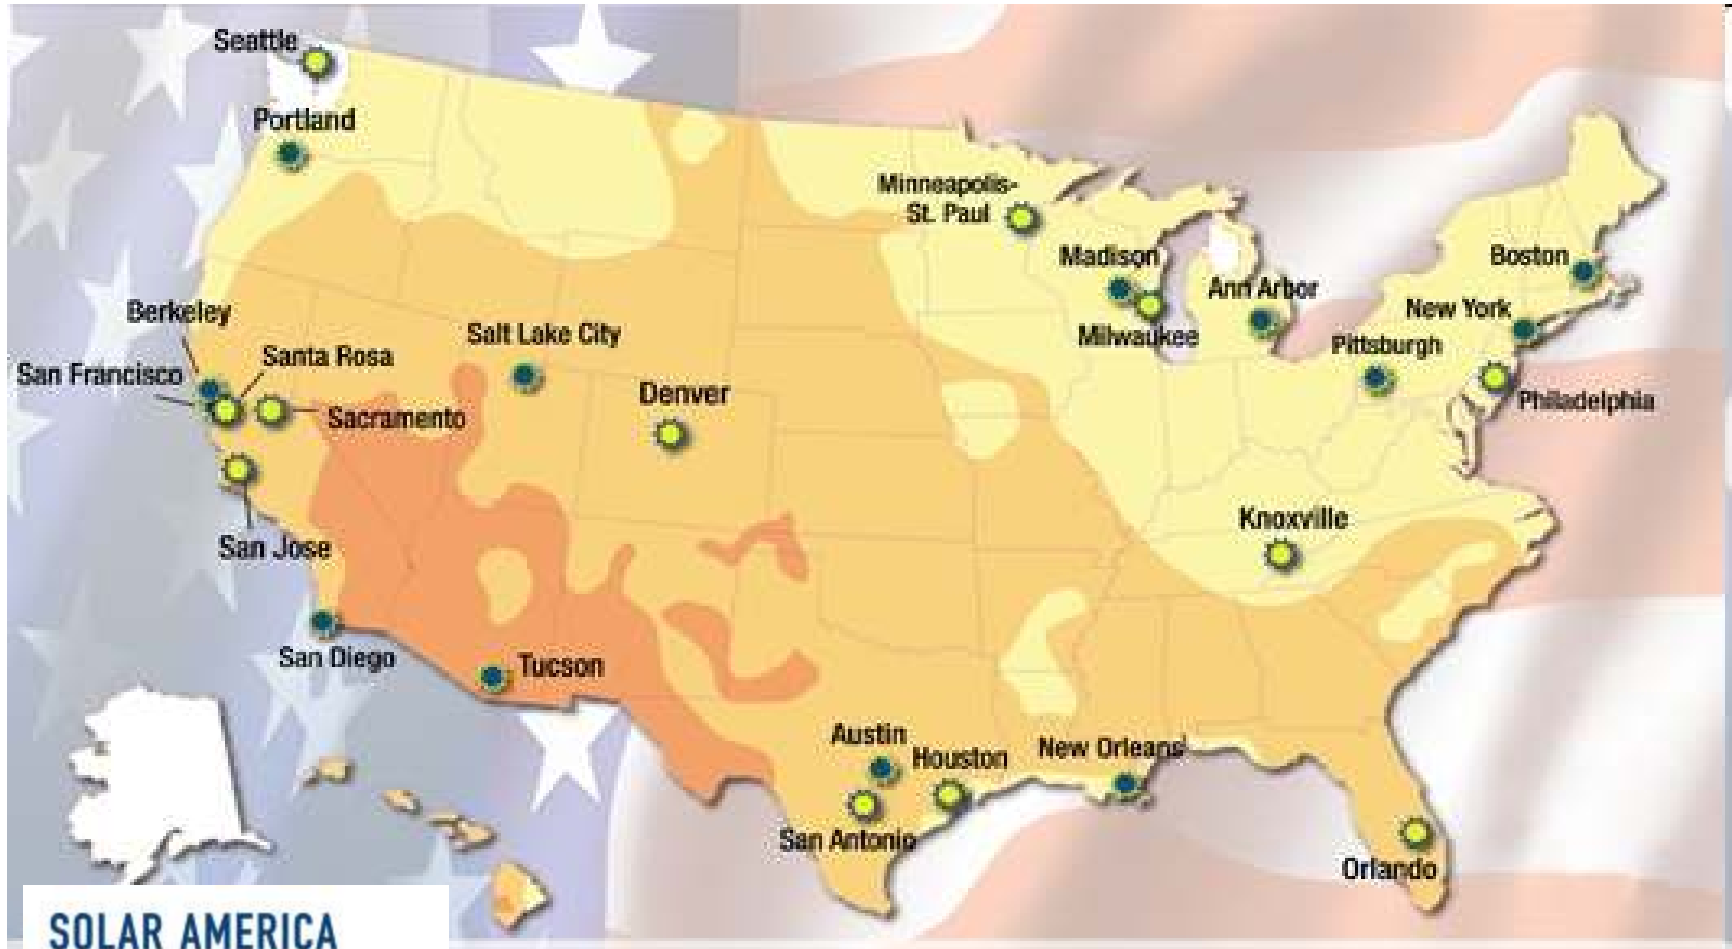 Seattle
Portland
Minneapolis-
St. Paul
Madison
Boston
Ann Arbor
New York
Berkeley
Salt Lake City
Milwaukee
Pittsburgh
Santa Rosa
San Francisco
Denver
Philadelphia
Sacramento
Knoxville
San Jose
San Diego
Tucson
Austin
Houston
New Orleans
San Antonio
Orlando
SOLAR AMERICA